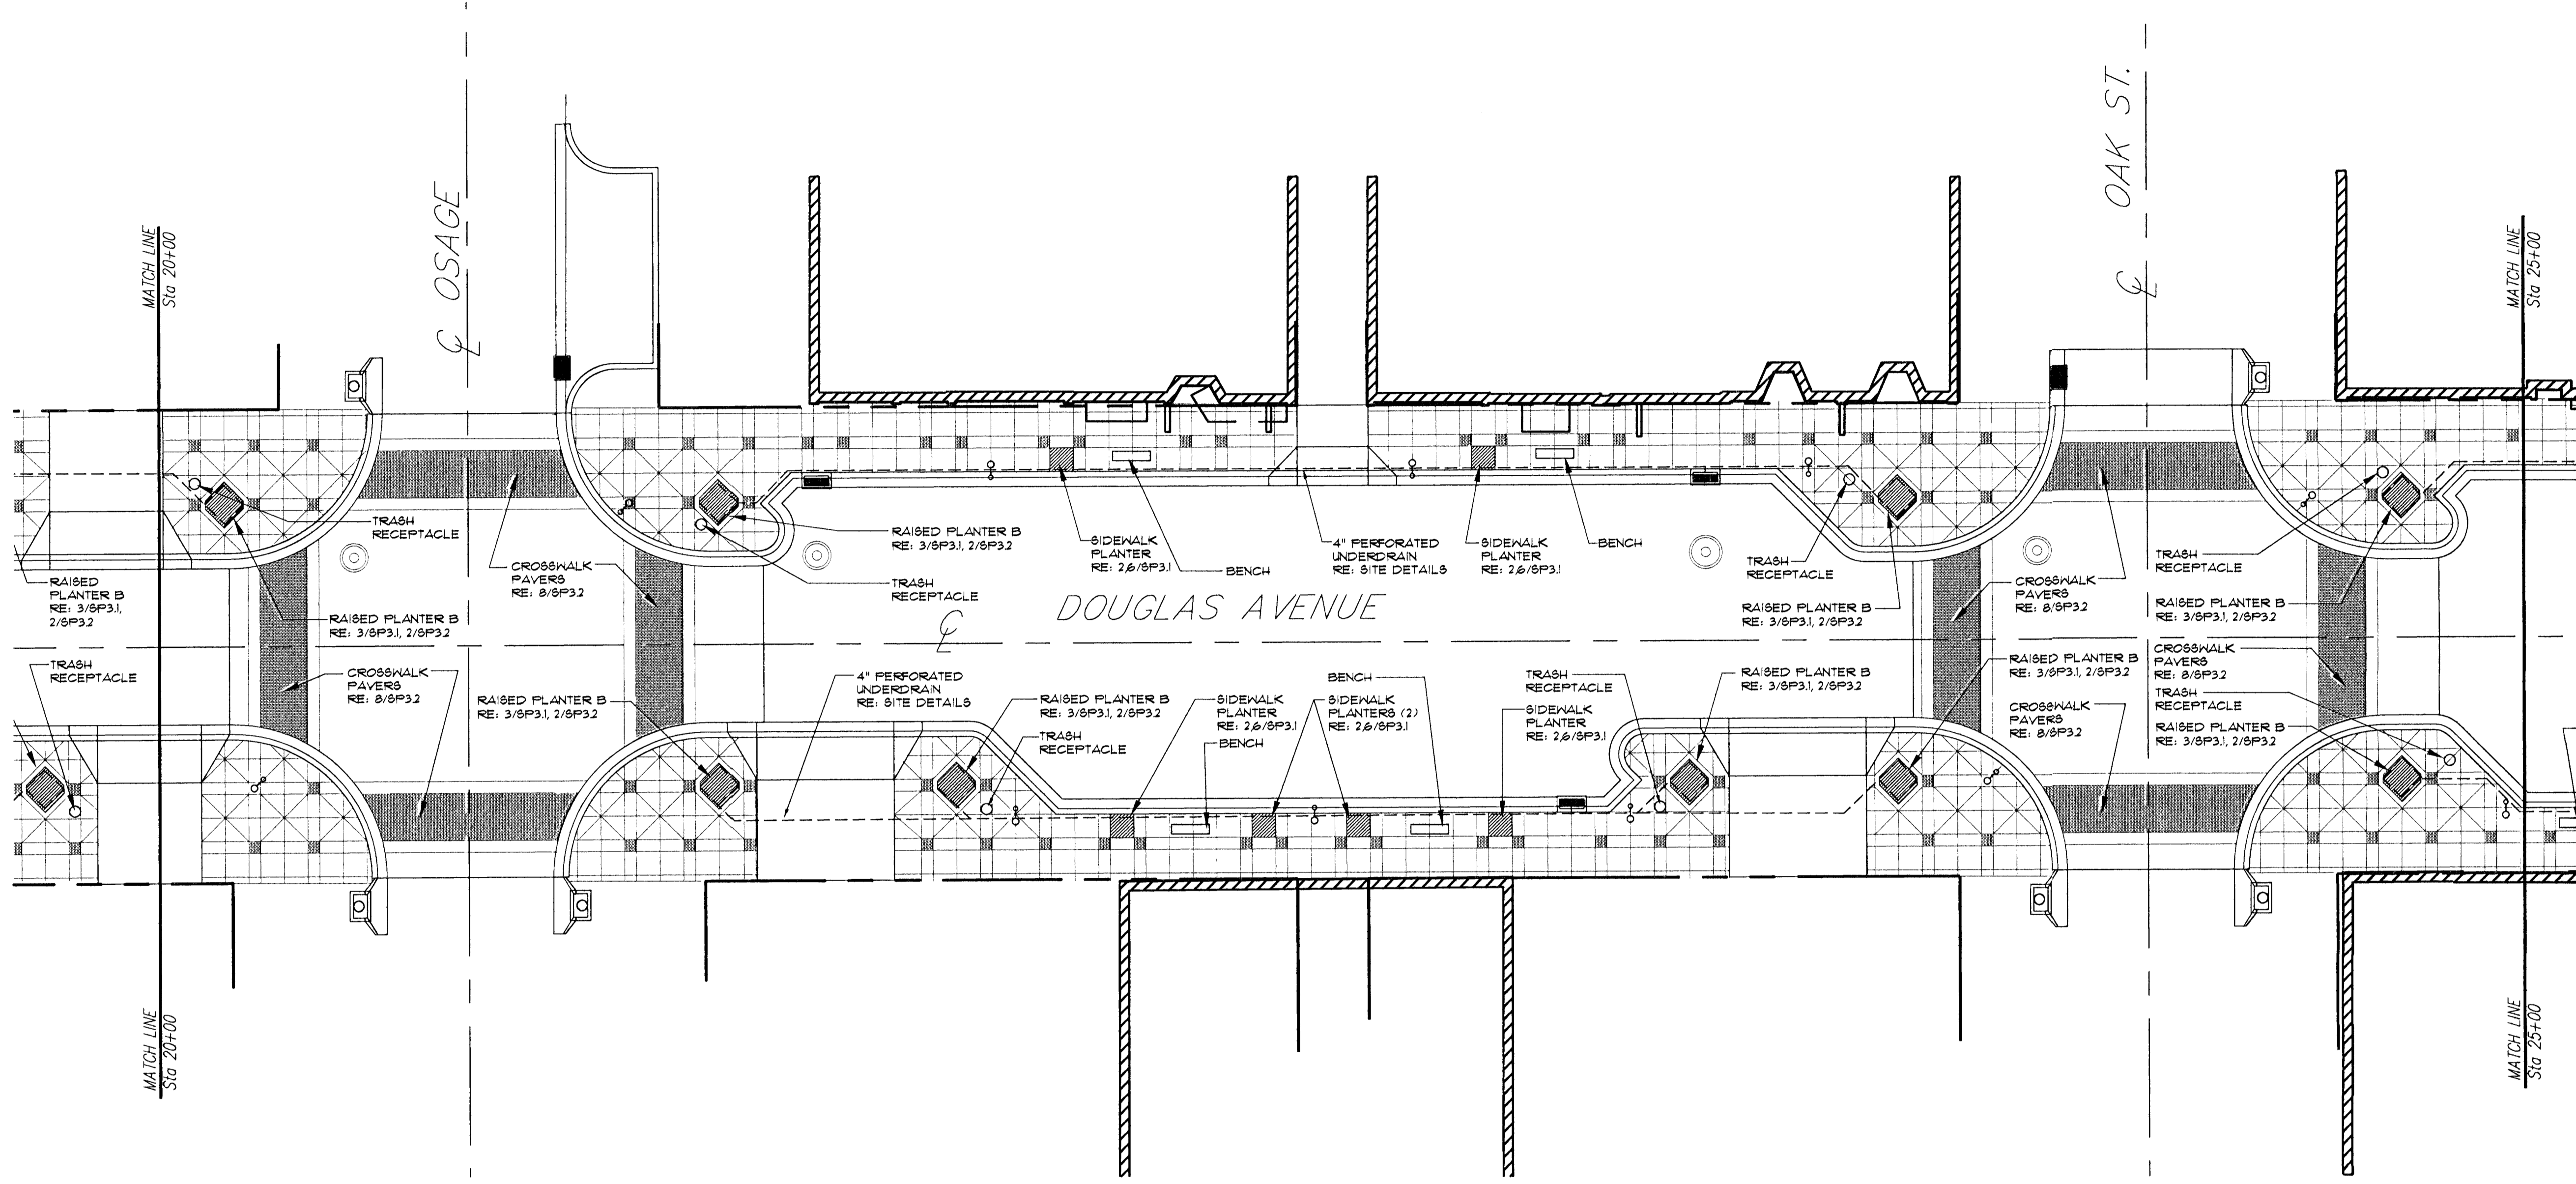 MATCH LINE
Sta 20+00
℄ OSAGE
℄ OAK ST.
MATCH LINE
Sta 25+00
TRASH
RECEPTACLE
CROSSWALK
PAVERS
RE: 8/SP3.2
RAISED PLANTER B
RE: 3/SP3.1, 2/SP3.2
TRASH
RECEPTACLE
SIDEWALK
PLANTER
RE: 2,6/SP3.1
BENCH
4" PERFORATED
UNDERDRAIN
RE: SITE DETAILS
SIDEWALK
PLANTER
RE: 2,6/SP3.1
BENCH
TRASH
RECEPTACLE
RAISED PLANTER B
RE: 3/SP3.1, 2/SP3.2
CROSSWALK
PAVERS
RE: 8/SP3.2
TRASH
RECEPTACLE
RAISED PLANTER B
RE: 3/SP3.1, 2/SP3.2
RAISED
PLANTER B
RE: 3/SP3.1,
2/SP3.2
RAISED PLANTER B
RE: 3/SP3.1, 2/SP3.2
℄
DOUGLAS AVENUE
TRASH
RECEPTACLE
CROSSWALK
PAVERS
RE: 8/SP3.2
RAISED PLANTER B
RE: 3/SP3.1, 2/SP3.2
4" PERFORATED
UNDERDRAIN
RE: SITE DETAILS
RAISED PLANTER B
RE: 3/SP3.1, 2/SP3.2
TRASH
RECEPTACLE
SIDEWALK
PLANTER
RE: 2,6/SP3.1
BENCH
BENCH
SIDEWALK
PLANTERS (2)
RE: 2,6/SP3.1
TRASH
RECEPTACLE
SIDEWALK
PLANTER
RE: 2,6/SP3.1
RAISED PLANTER B
RE: 3/SP3.1, 2/SP3.2
RAISED PLANTER B
RE: 3/SP3.1, 2/SP3.2
CROSSWALK
PAVERS
RE: 8/SP3.2
CROSSWALK
PAVERS
RE: 8/SP3.2
TRASH
RECEPTACLE
RAISED PLANTER B
RE: 3/SP3.1, 2/SP3.2
MATCH LINE
Sta 20+00
MATCH LINE
Sta 25+00